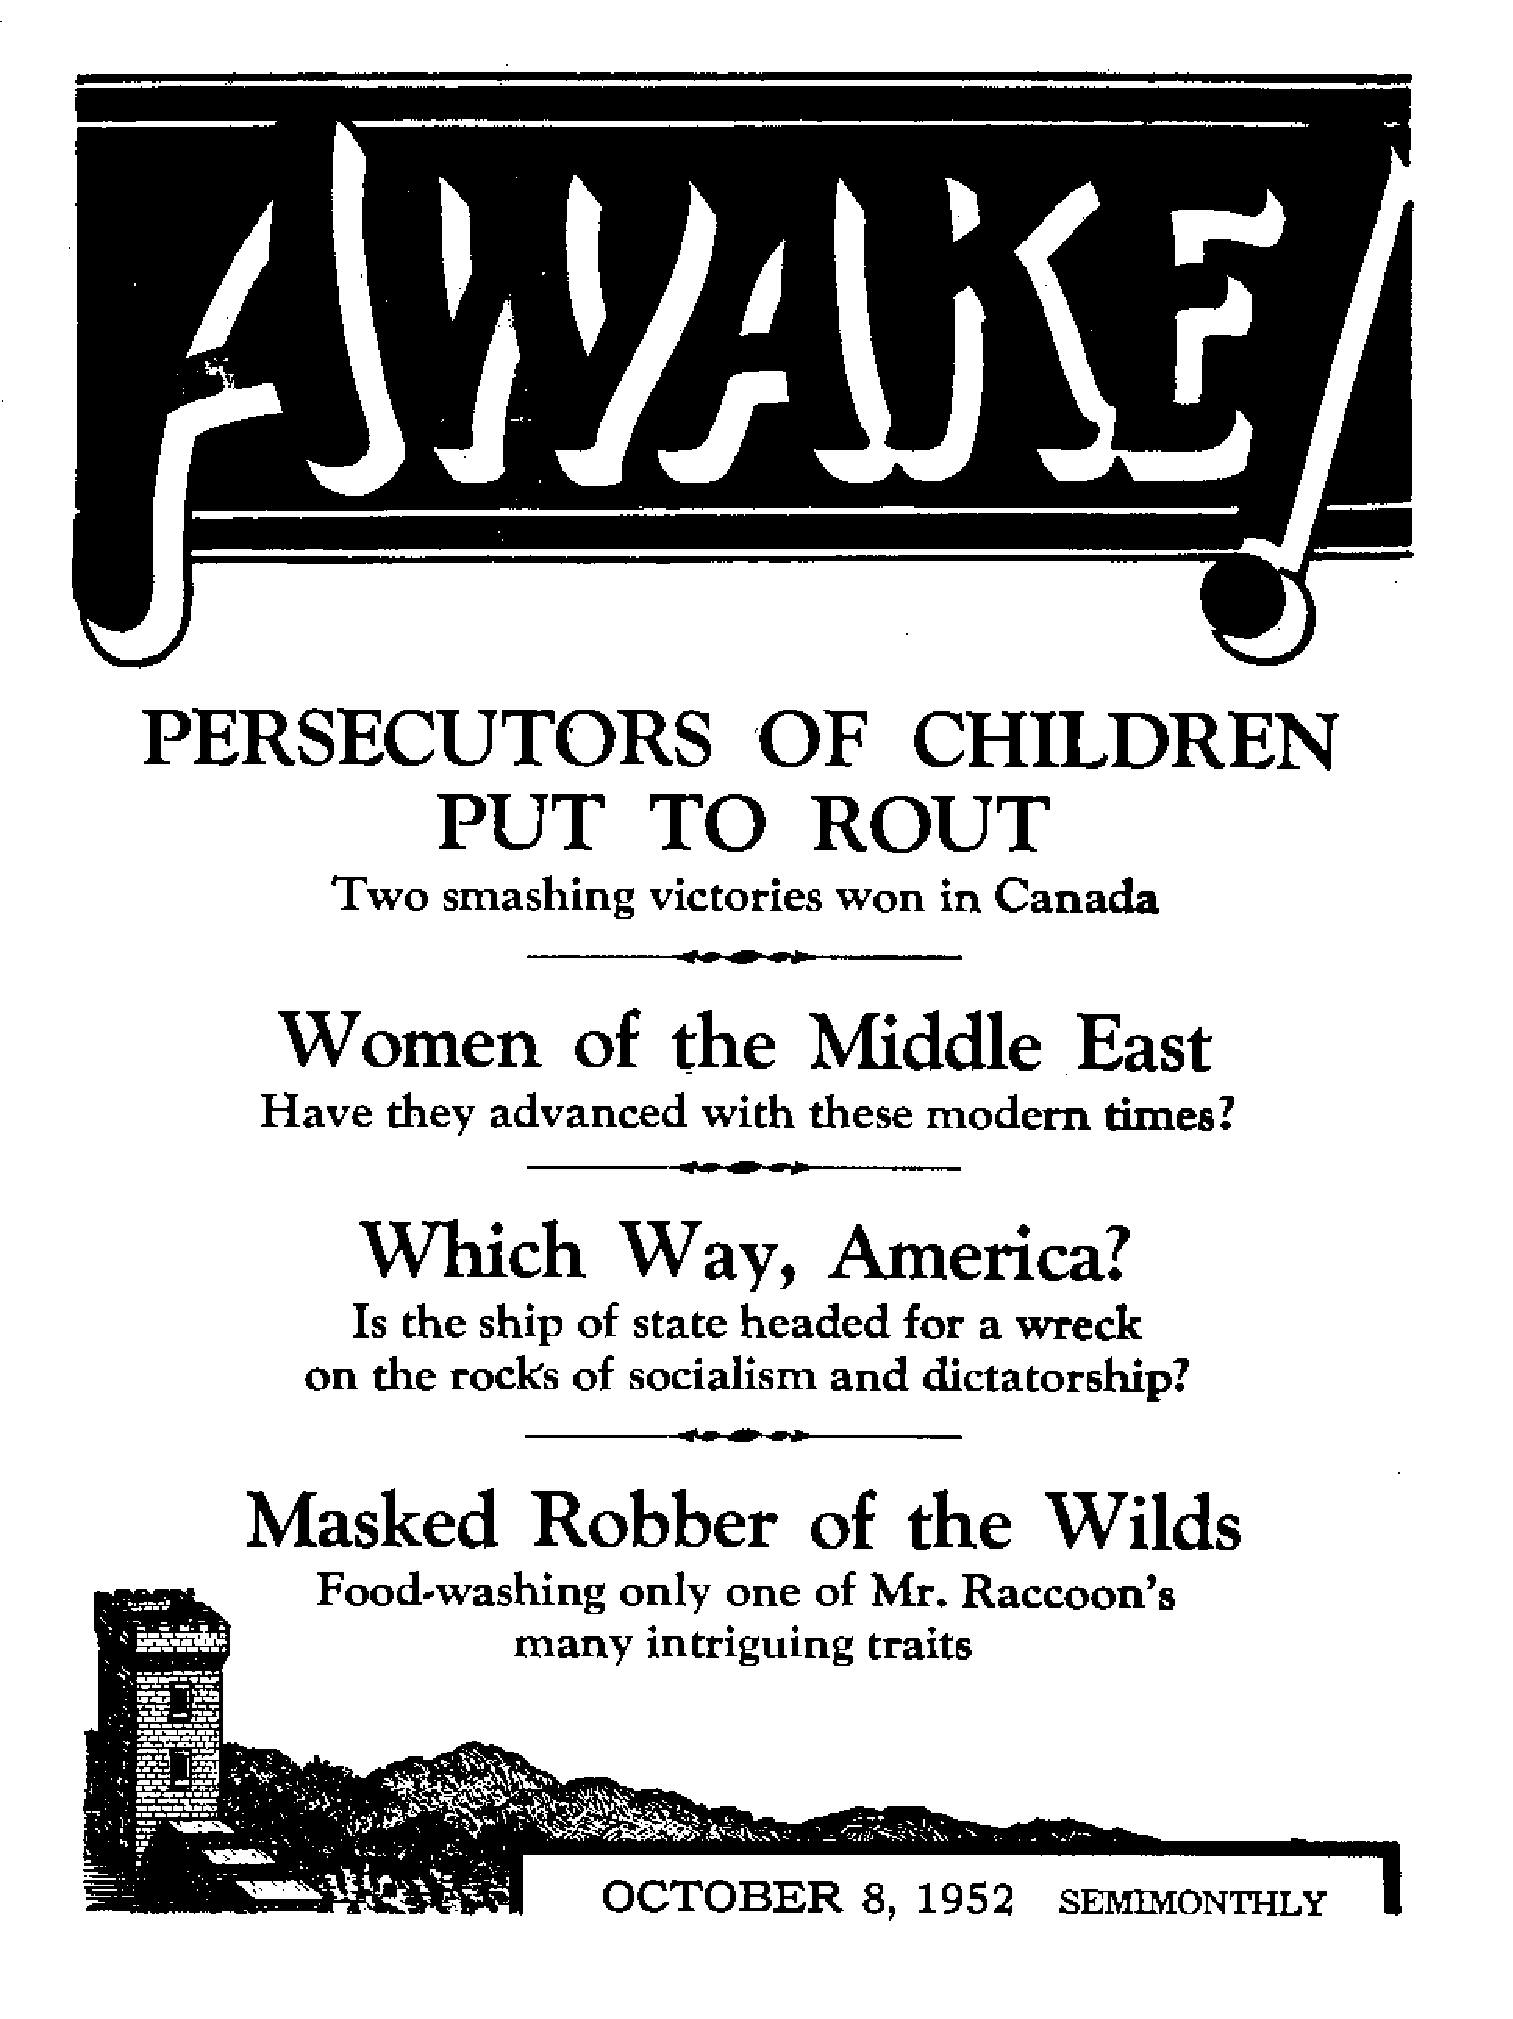 AWAKE!
PERSECUTORS OF CHILDREN
PUT TO ROUT
Two smashing victories won in Canada
Women of the Middle East
Have they advanced with these modern times?
Which Way, America?
Is the ship of state headed for a wreck
on the rocks of socialism and dictatorship?
Masked Robber of the Wilds
Food-washing only one of Mr. Raccoon's
many intriguing traits
OCTOBER 8, 1952 SEMIMONTHLY